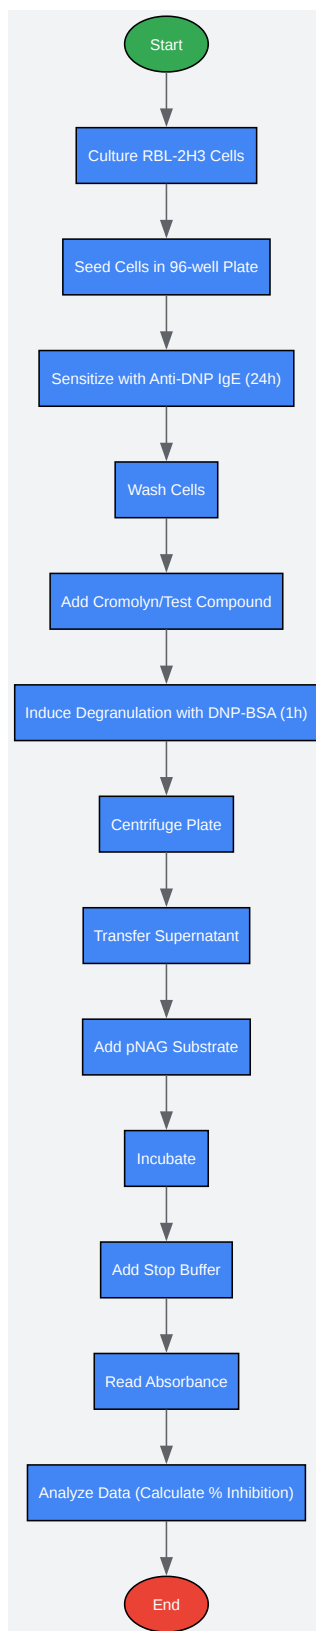 Start
Culture RBL-2H3 Cells
Seed Cells in 96-well Plate
Sensitize with Anti-DNP IgE (24h)
Wash Cells
Add Cromolyn/Test Compound
Induce Degranulation with DNP-BSA (1h)
Centrifuge Plate
Transfer Supernatant
Add pNAG Substrate
Incubate
Add Stop Buffer
Read Absorbance
Analyze Data (Calculate % Inhibition)
End